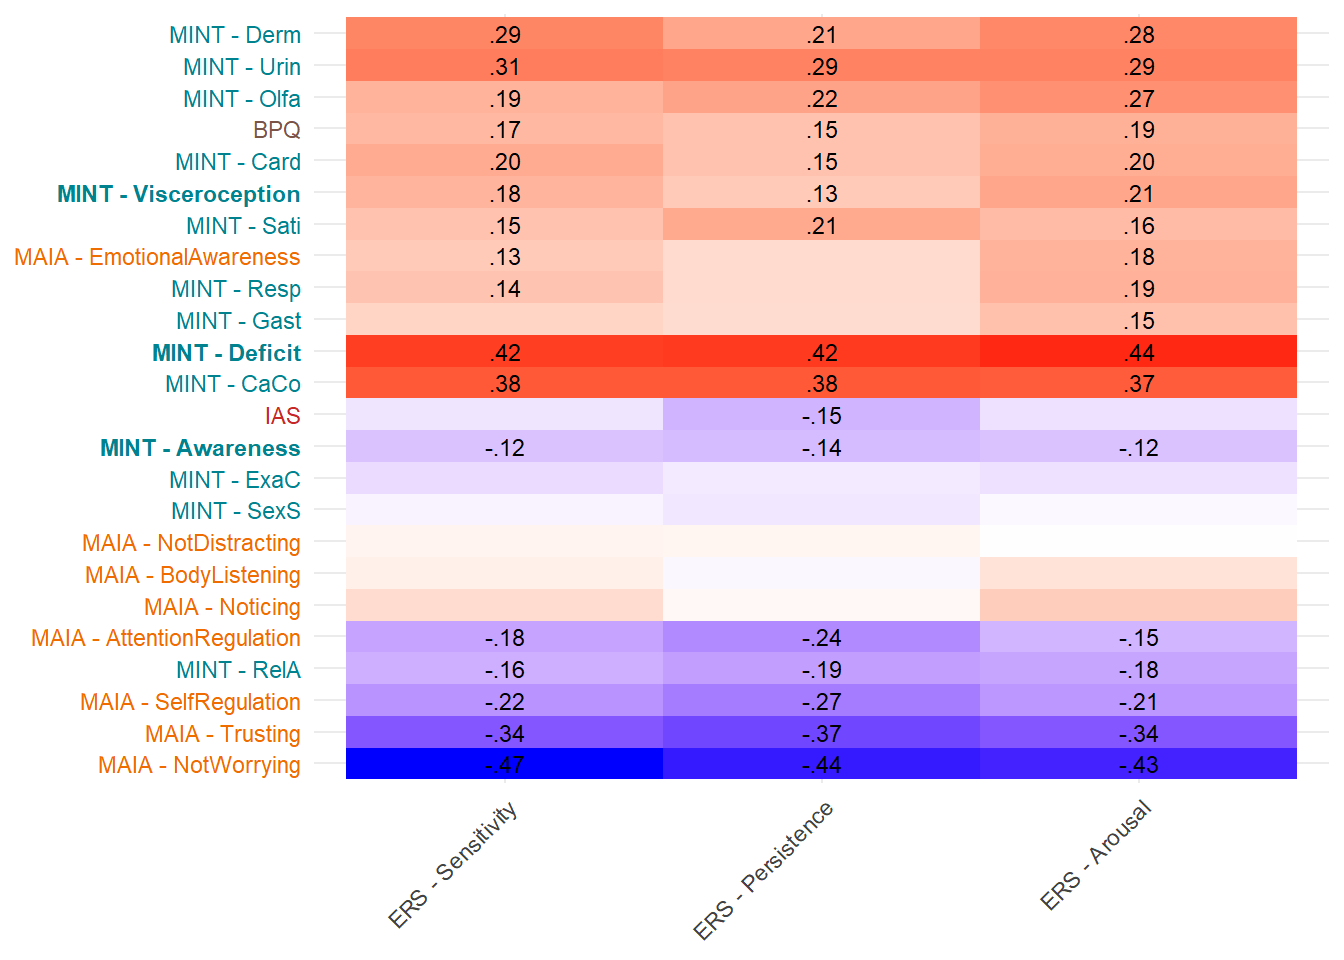 MINT - Derm .29 .21 .28
MINT - Urin .31 .29 .29
MINT - Olfa .19 .22 .27
BPQ .17 .15 .19
MINT - Card .20 .15 .20
MINT - Visceroception .18 .13 .21
MINT - Sati .15 .21 .16
MAIA - EmotionalAwareness .13 .18
MINT - Resp .14 .19
MINT - Gast .15
MINT - Deficit .42 .42 .44
MINT - CaCo .38 .38 .37
IAS -.15
MINT - Awareness -.12 -.14 -.12
MINT - ExaC
MINT - SexS
MAIA - NotDistracting
MAIA - BodyListening
MAIA - Noticing
MAIA - AttentionRegulation -.18 -.24 -.15
MINT - RelA -.16 -.19 -.18
MAIA - SelfRegulation -.22 -.27 -.21
MAIA - Trusting -.34 -.37 -.34
MAIA - NotWorrying -.47 -.44 -.43
ERS - Sensitivity
ERS - Persistence
ERS - Arousal